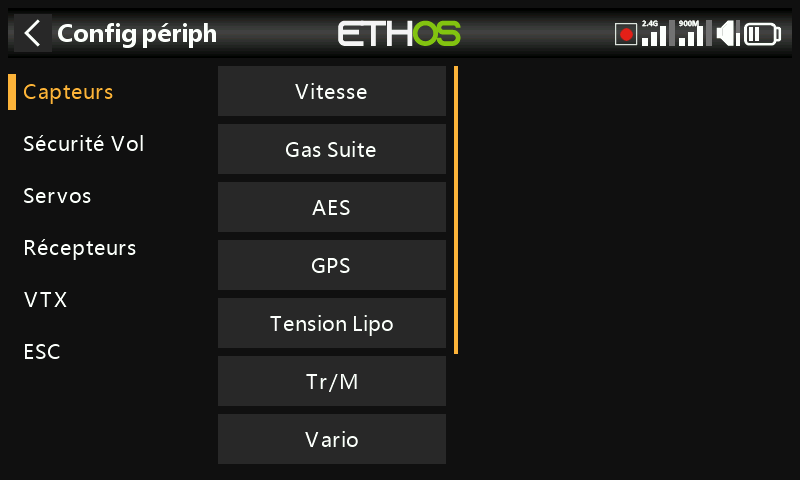 Config périph
ETHOS
2.4G
900M
Capteurs
Sécurité Vol
Servos
Récepteurs
VTX
ESC
Vitesse
Gas Suite
AES
GPS
Tension Lipo
Tr/M
Vario